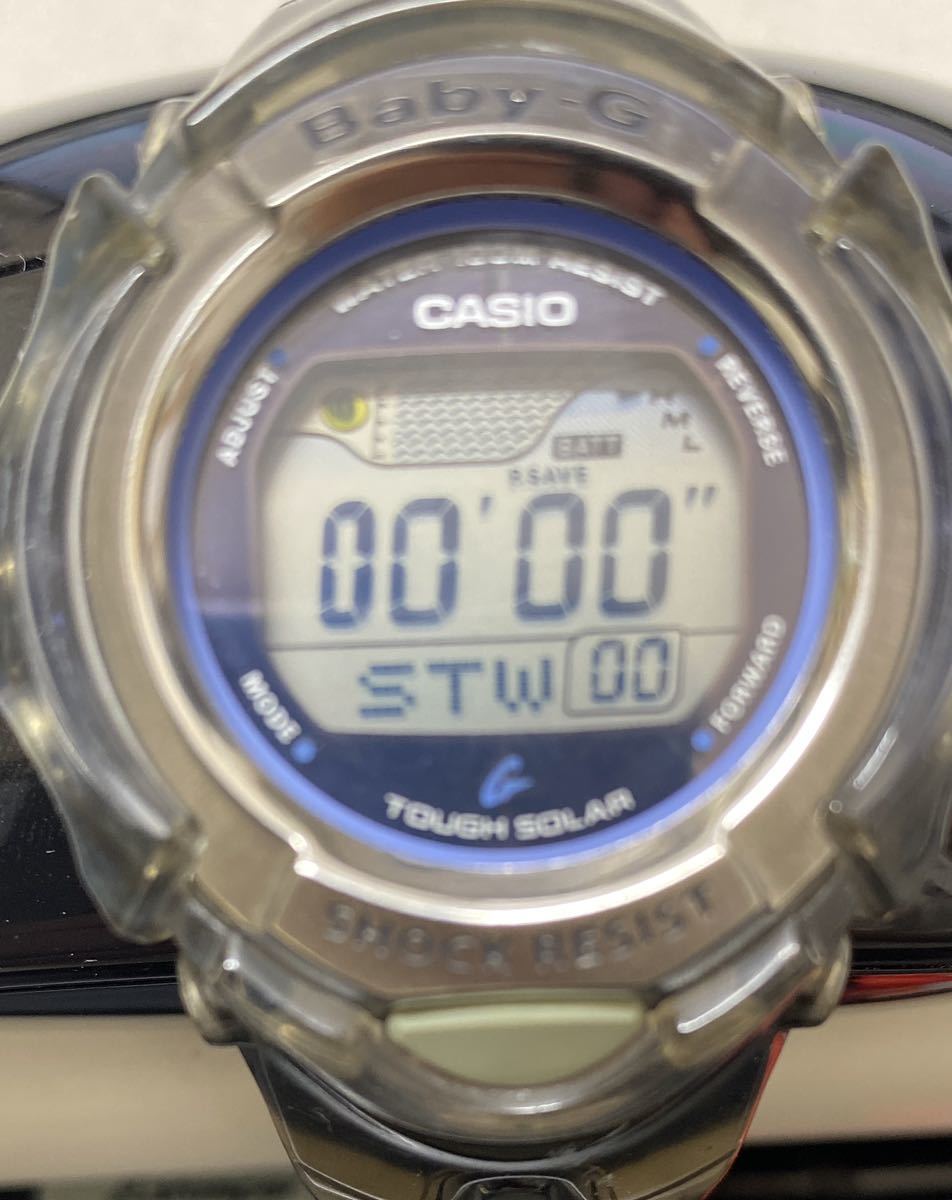 Baby-G
WATER 100M RESIST
CASIO
ADJUST
REVERSE
H
M
L
BATT
P.SAVE
00'00"
STW 00
MODE
FORWARD
G
TOUGH SOLAR
SHOCK RESIST